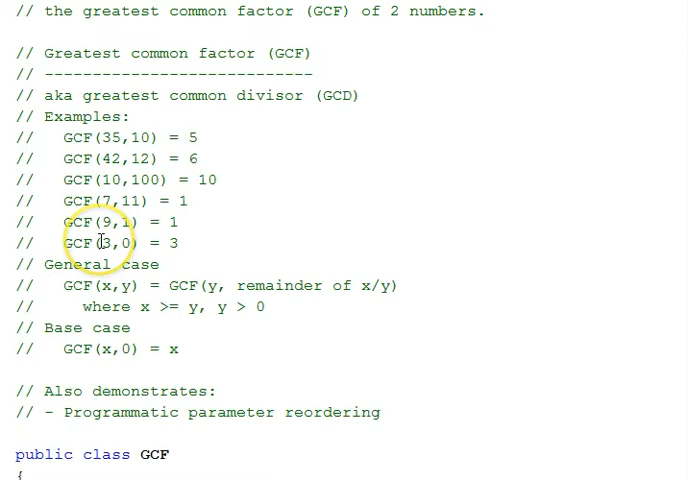 // the greatest common factor (GCF) of 2 numbers.
// Greatest common factor (GCF)
// ----------------------------
// aka greatest common divisor (GCD)
// Examples:
//   GCF(35,10) = 5
//   GCF(42,12) = 6
//   GCF(10,100) = 10
//   GCF(7,11) = 1
//   GCF(9,1) = 1
//   GCF(3,0) = 3
// General case
//   GCF(x,y) = GCF(y, remainder of x/y)
//     where x >= y, y > 0
// Base case
//   GCF(x,0) = x
// Also demonstrates:
// - Programmatic parameter reordering
public class GCF
{